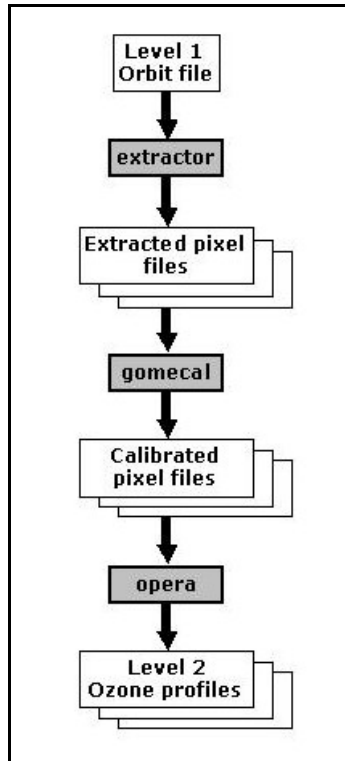 Level 1
Orbit file
extractor
Extracted pixel
files
gomecal
Calibrated
pixel files
opera
Level 2
Ozone profiles